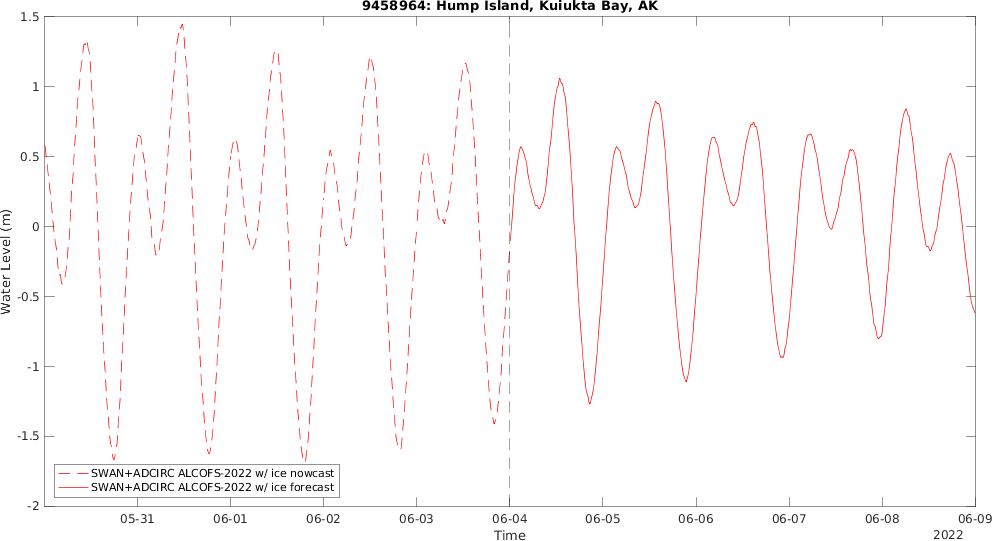 9458964: Hump Island, Kuiukta Bay, AK
1.5
1
0.5
0
-0.5
-1
-1.5
-2
Water Level (m)
SWAN+ADCIRC ALCOFS-2022 w/ ice nowcast
SWAN+ADCIRC ALCOFS-2022 w/ ice forecast
05-31 06-01 06-02 06-03 06-04 06-05 06-06 06-07 06-08 06-09
Time
2022